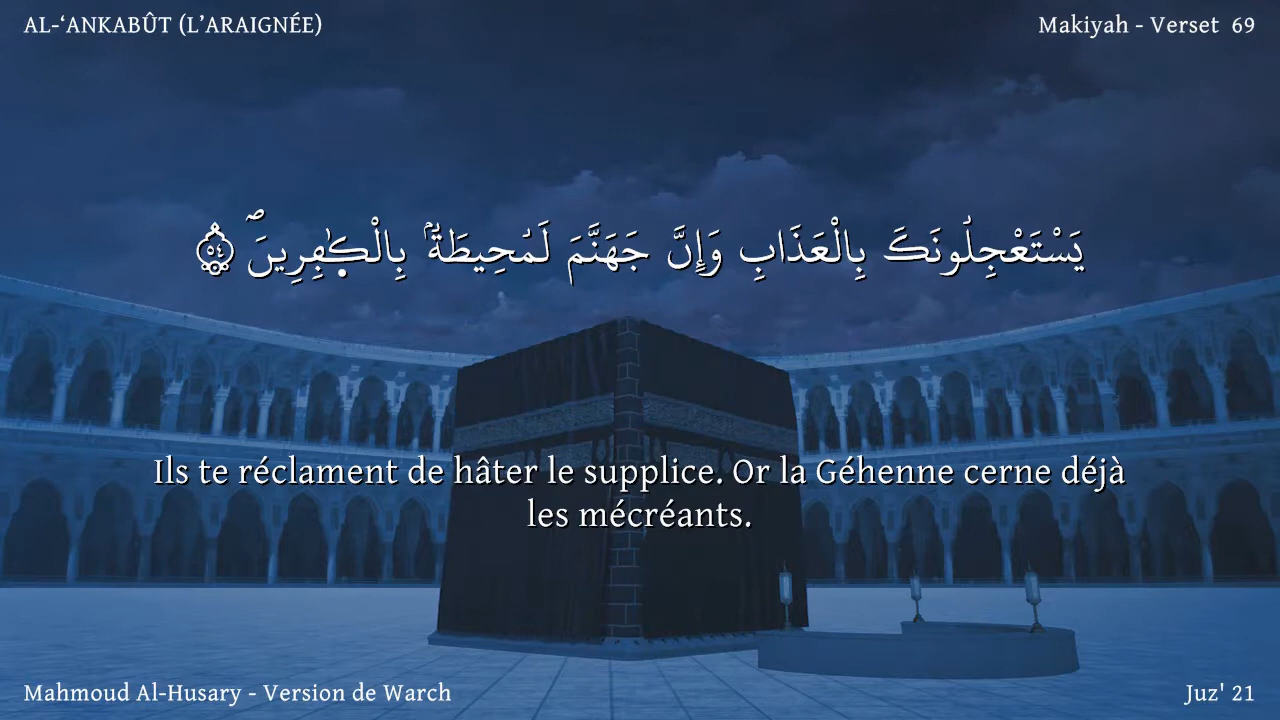 AL-‘ANKABÛT (L’ARAIGNÉE)
Makiyah - Verset 69
يَسْتَعْجِلُونَكَ بِالْعَذَابِ وَإِنَّ جَهَنَّمَ لَمُحِيطَةُۢ بِالْكٜفِرِينَۖ ۝٥٤
Ils te réclament de hâter le supplice. Or la Géhenne cerne déjà
les mécréants.
Mahmoud Al-Husary - Version de Warch
Juz' 21